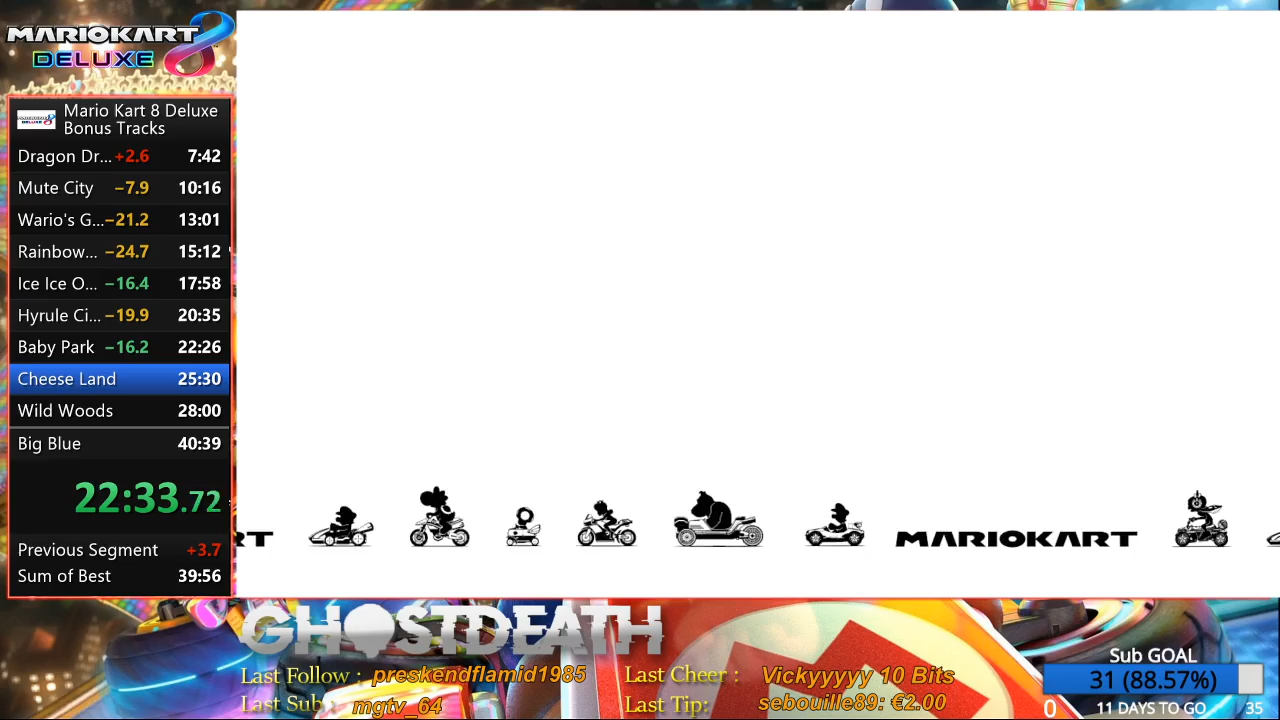 MARIOKART 8
DELUXE
Mario Kart 8 Deluxe
Bonus Tracks
Dragon Dr... +2.6 7:42
Mute City −7.9 10:16
Wario's G... −21.2 13:01
Rainbow... −24.7 15:12
Ice Ice O... −16.4 17:58
Hyrule Ci... −19.9 20:35
Baby Park −16.2 22:26
Cheese Land 25:30
Wild Woods 28:00
Big Blue 40:39
22:33.72
Previous Segment +3.7
Sum of Best 39:56
RT MARIOKART
GHOSTDEATH
Last Follow : preskendflamid1985
Last Sub : mgtv_64
Last Cheer : Vickyyyyy 10 Bits
Last Tip: sebouille89: €2.00
Sub GOAL
31 (88.57%)
0 11 DAYS TO GO 35